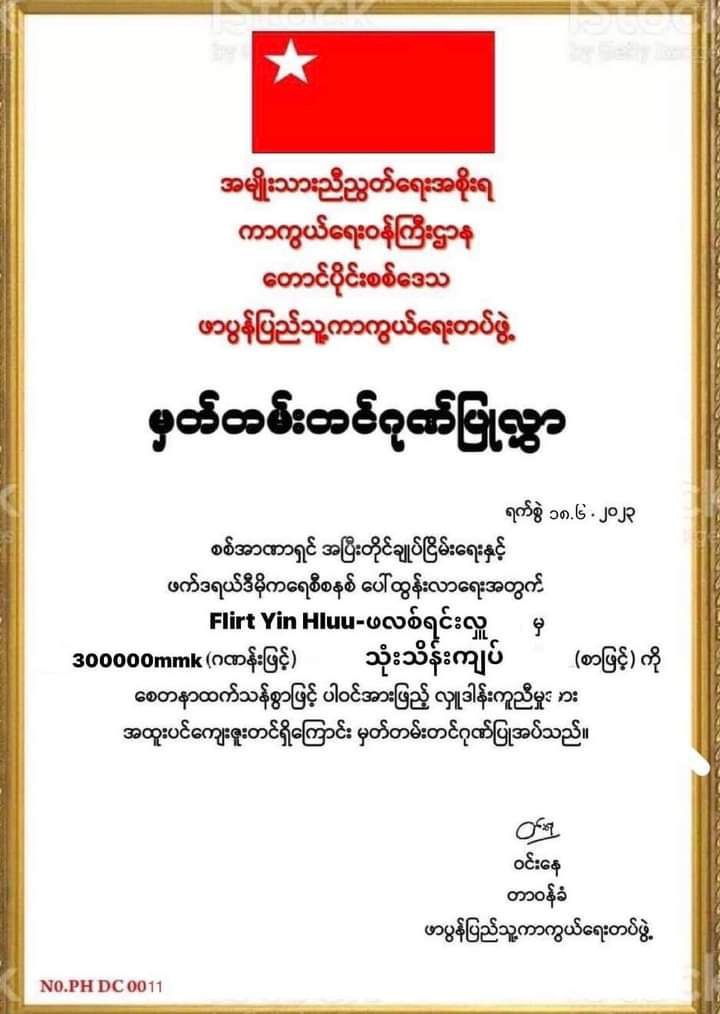 iStock
by Getty Images
အမျိုးသားညီညွတ်ရေးအစိုးရ
ကာကွယ်ရေးဝန်ကြီးဌာန
တောင်ပိုင်းစစ်ဒေသ
ဖာပွန်ပြည်သူ့ကာကွယ်ရေးတပ်ဖွဲ့
မှတ်တမ်းတင်ဂုဏ်ပြုလွှာ
ရက်စွဲ ၁၈.၆.၂၀၂၃
စစ်အာဏာရှင် အပြီးတိုင်ချုပ်ငြိမ်းရေးနှင့်
ဖက်ဒရယ်ဒီမိုကရေစီစနစ် ပေါ်ထွန်းလာရေးအတွက်
Flirt Yin Hluu-ဖလစ်ရင်းလှူ မှ
300000mmk (ဂဏန်းဖြင့်) သုံးသိန်းကျပ် (စာဖြင့်) ကို
စေတနာထက်သန်စွာဖြင့် ပါဝင်အားဖြည့် လှူဒါန်းကူညီမှုအား
အထူးပင်ကျေးဇူးတင်ရှိကြောင်း မှတ်တမ်းတင်ဂုဏ်ပြုအပ်သည်။
ဝင်းနေ
တာဝန်ခံ
ဖာပွန်ပြည်သူ့ကာကွယ်ရေးတပ်ဖွဲ့
N0.PH DC 0011